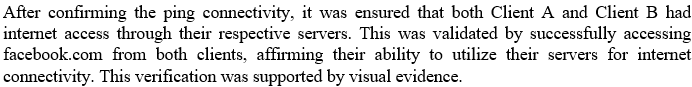 After confirming the ping connectivity, it was ensured that both Client A and Client B had
internet access through their respective servers. This was validated by successfully accessing
facebook.com from both clients, affirming their ability to utilize their servers for internet
connectivity. This verification was supported by visual evidence.